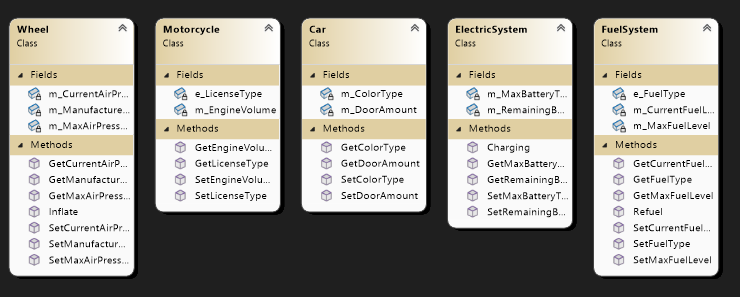 Wheel
Class
Fields
m_CurrentAirPr...
m_Manufacture...
m_MaxAirPress...
Methods
GetCurrentAirP...
GetManufactur...
GetMaxAirPress...
Inflate
SetCurrentAirP...
SetManufactur...
SetMaxAirPress...
Motorcycle
Class
Fields
e_LicenseType
m_EngineVolume
Methods
GetEngineVolu...
GetLicenseType
SetEngineVolu...
SetLicenseType
Car
Class
Fields
m_ColorType
m_DoorAmount
Methods
GetColorType
GetDoorAmount
SetColorType
SetDoorAmount
ElectricSystem
Class
Fields
m_MaxBatteryT...
m_RemainingB...
Methods
Charging
GetMaxBattery...
GetRemainingB...
SetMaxBatteryT...
SetRemainingB...
FuelSystem
Class
Fields
e_FuelType
m_CurrentFuelL...
m_MaxFuelLevel
Methods
GetCurrentFuel...
GetFuelType
GetMaxFuelLevel
Refuel
SetCurrentFuel...
SetFuelType
SetMaxFuelLevel